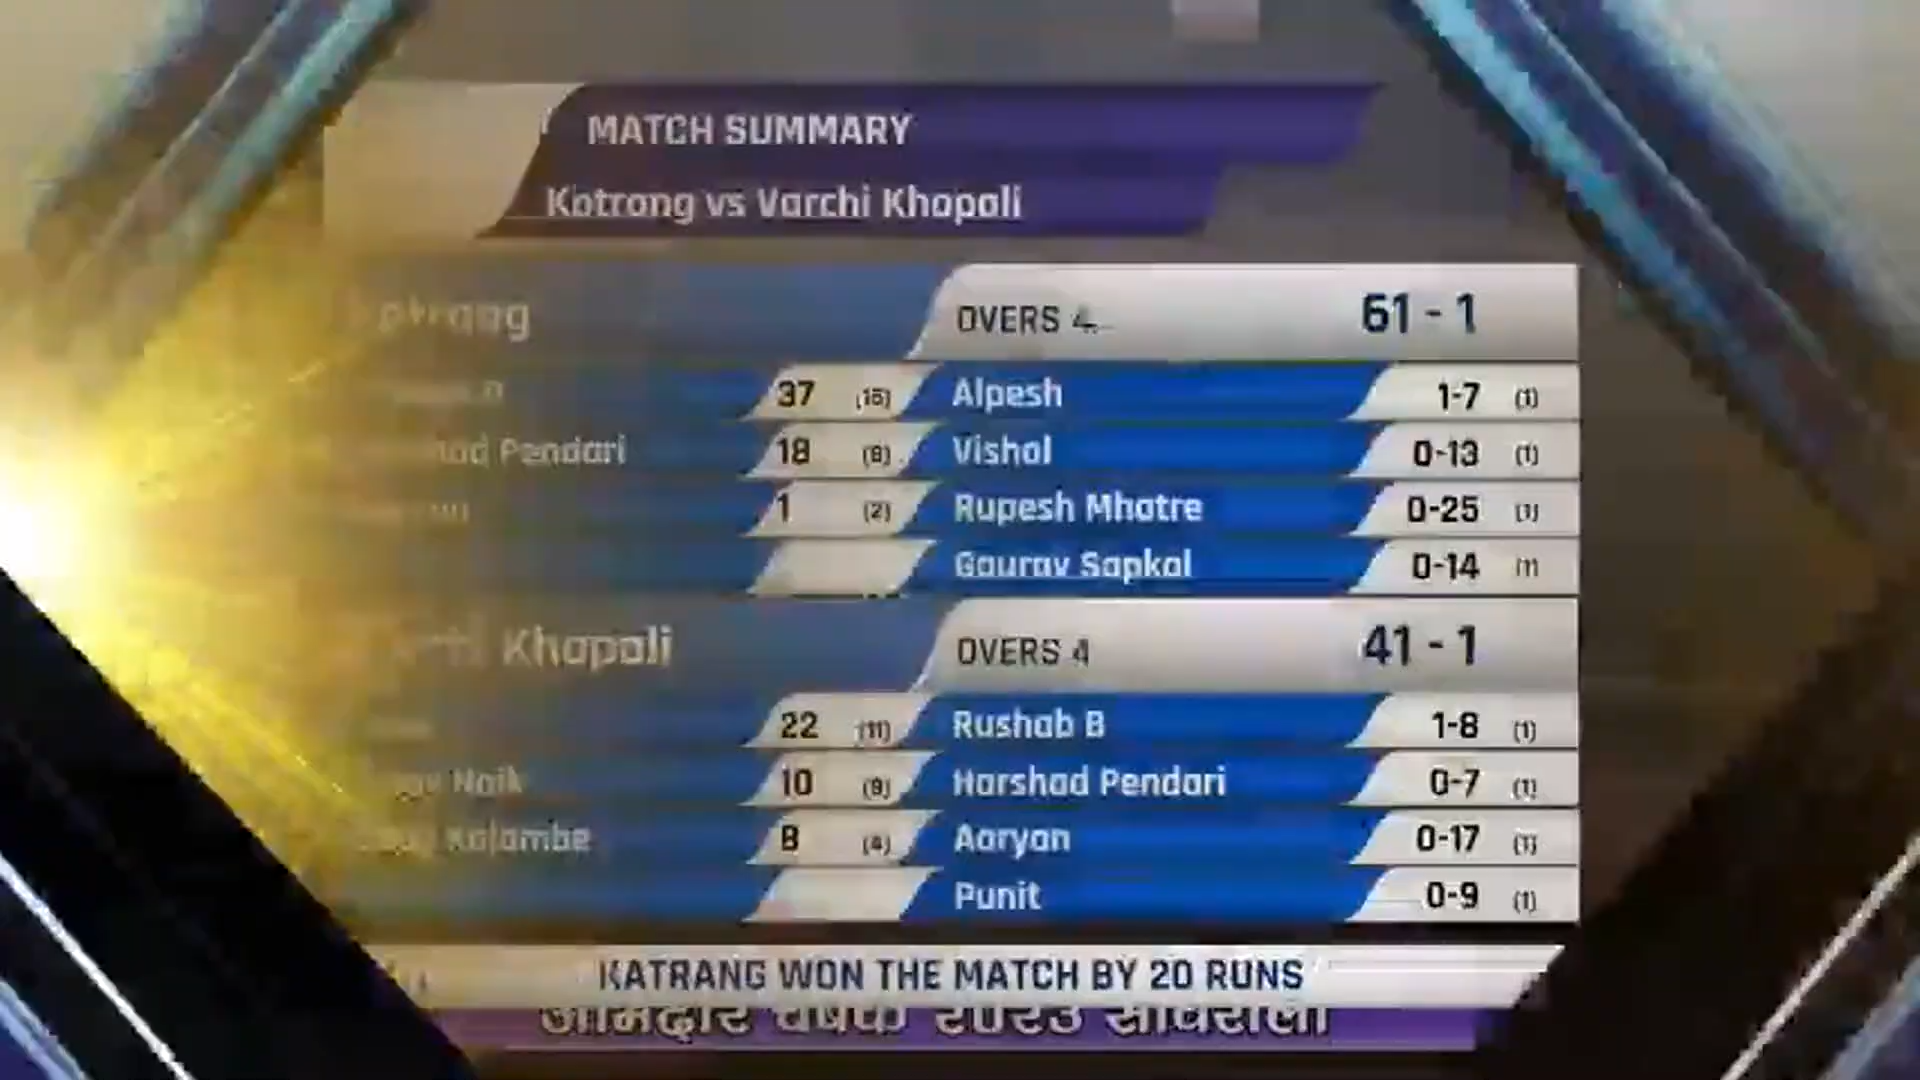 MATCH SUMMARY
Katrang vs Varchi Khopali
OVERS 4 61 - 1
37 Alpesh 1-7 (1)
Pendari 18 (8) Vishal 0-13 (1)
1 (2) Rupesh Mhatre 0-25 (1)
Gaurav Sapkal 0-14
Khopali OVERS 4 41 - 1
22 (11) Rushab B 1-8 (1)
Naik 10 (9) Harshad Pendari 0-7 (1)
Kalambe 8 (4) Aaryan 0-17 (1)
Punit 0-9 (1)
KATRANG WON THE MATCH BY 20 RUNS